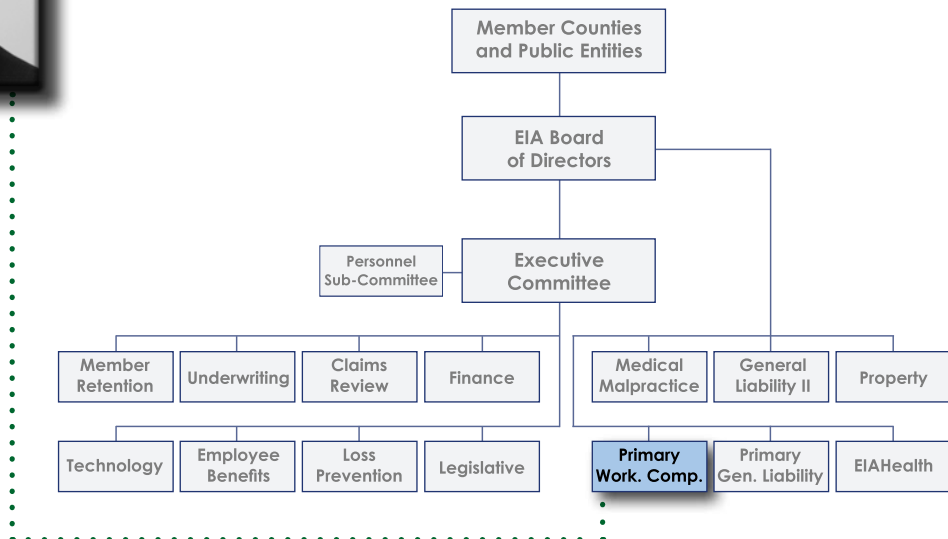 Member Counties
and Public Entities
EIA Board
of Directors
Executive
Committee
Personnel
Sub-Committee
Member
Retention
Underwriting
Claims
Review
Finance
Medical
Malpractice
General
Liability II
Property
Technology
Employee
Benefits
Loss
Prevention
Legislative
Primary
Work. Comp.
Primary
Gen. Liability
EIAHealth